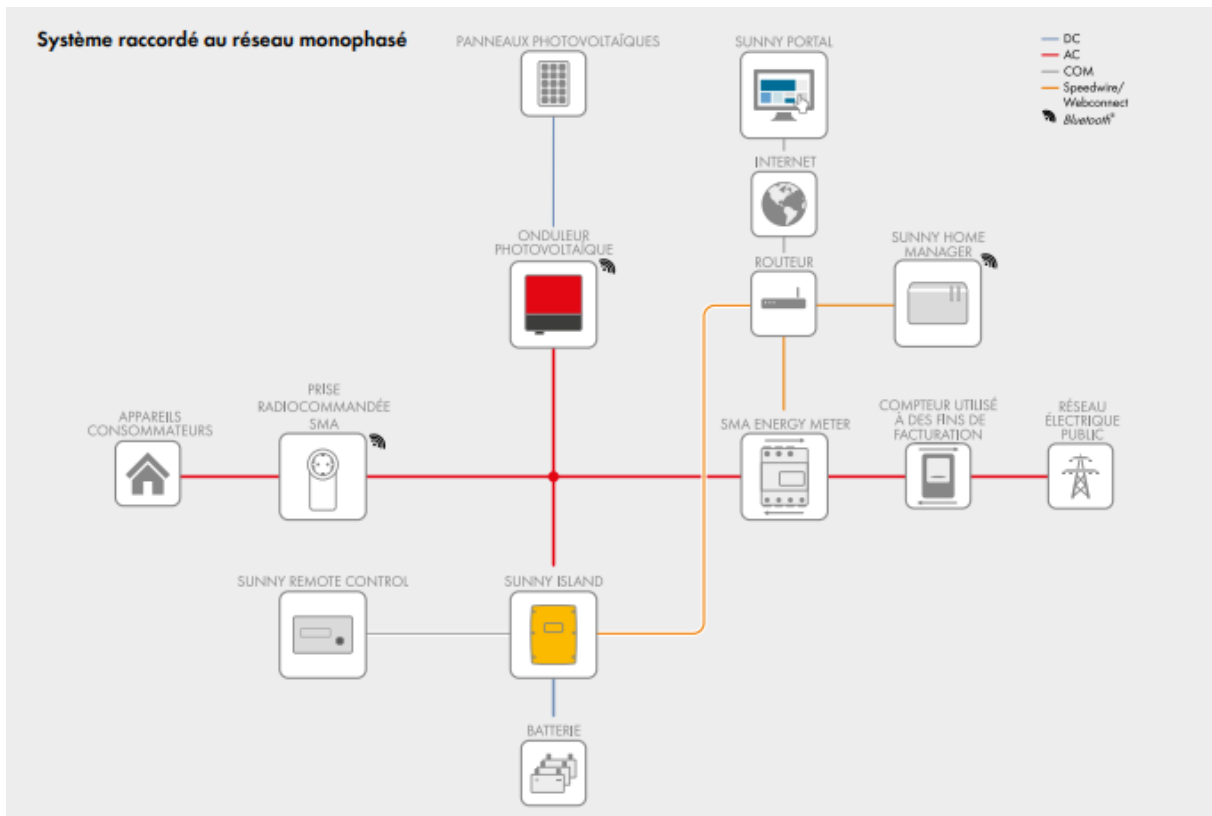 Système raccordé au réseau monophasé
PANNEAUX PHOTOVOLTAÏQUES
SUNNY PORTAL
DC
AC
COM
Speedwire/
Webconnect
Bluetooth®
INTERNET
ONDULEUR
PHOTOVOLTAÏQUE
ROUTEUR
SUNNY HOME
MANAGER
APPAREILS
CONSOMMATEURS
PRISE
RADIOCOMMANDÉE
SMA
SMA ENERGY METER
COMPTEUR UTILISÉ
À DES FINS DE
FACTURATION
RÉSEAU
ÉLECTRIQUE
PUBLIC
SUNNY REMOTE CONTROL
SUNNY ISLAND
BATTERIE